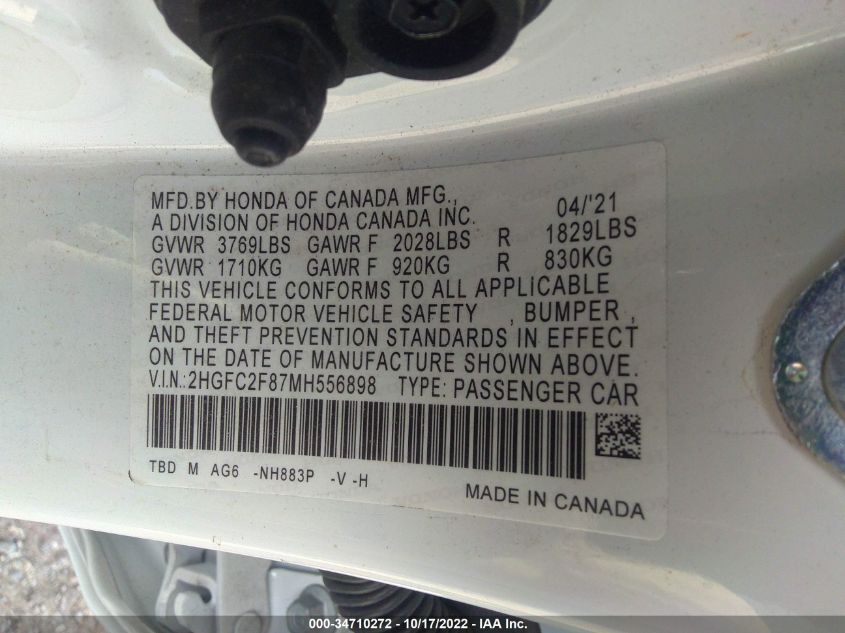 MFD.BY HONDA OF CANADA MFG.,
A DIVISION OF HONDA CANADA INC. 04/'21
GVWR 3769LBS GAWR F 2028LBS R 1829LBS
GVWR 1710KG GAWR F 920KG R 830KG
THIS VEHICLE CONFORMS TO ALL APPLICABLE
FEDERAL MOTOR VEHICLE SAFETY , BUMPER ,
AND THEFT PREVENTION STANDARDS IN EFFECT
ON THE DATE OF MANUFACTURE SHOWN ABOVE.
V.I.N.:2HGFC2F87MH556898 TYPE: PASSENGER CAR
TBD M AG6 -NH883P -V -H
MADE IN CANADA
000-34710272 - 10/17/2022 - IAA Inc.